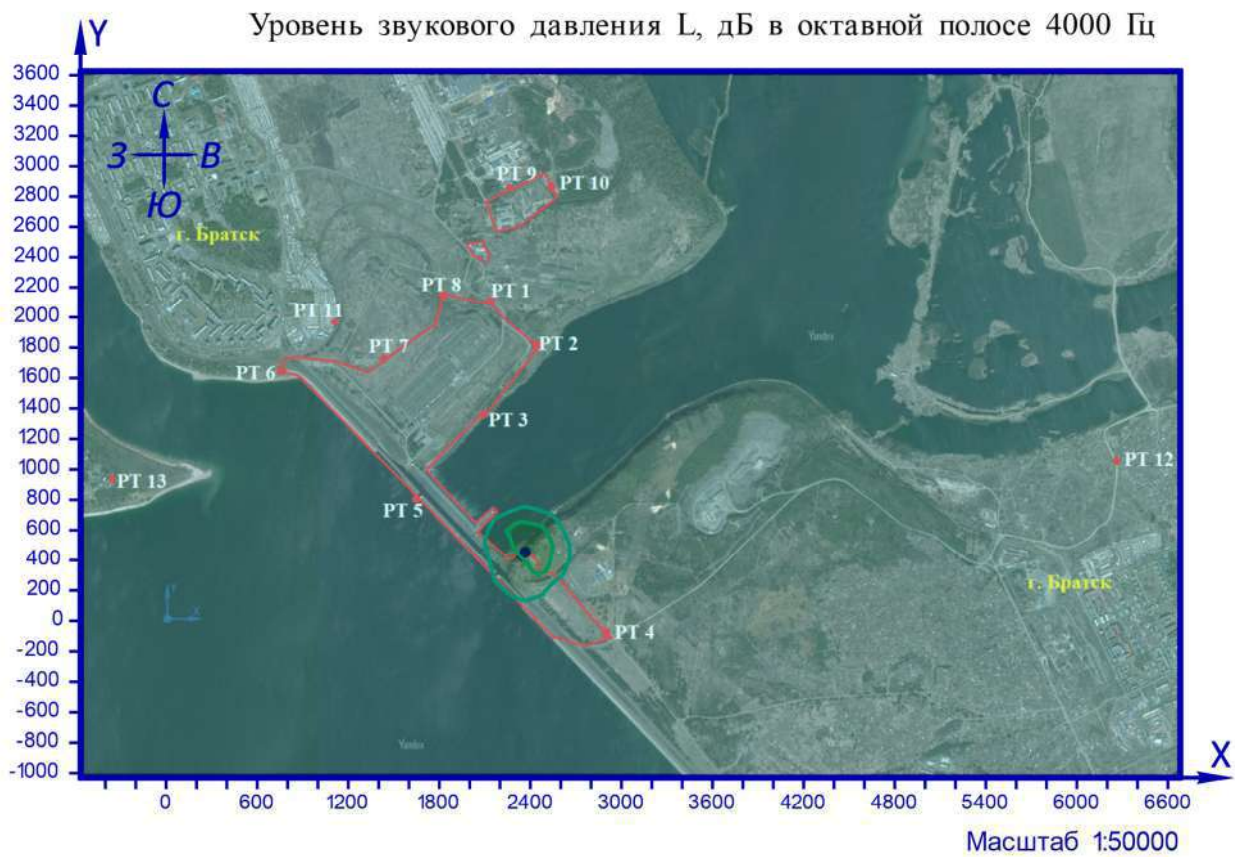 Уровень звукового давления L, дБ в октавной полосе 4000 Гц
Y
3600
3400
3200
3000
2800
2600
2400
2200
2000
1800
1600
1400
1200
1000
800
600
400
200
0
-200
-400
-600
-800
-1000
С
З
В
Ю
г. Братск
РТ 9
РТ 10
РТ 8
РТ 1
РТ 11
РТ 2
РТ 7
РТ 6
РТ 3
РТ 12
РТ 13
РТ 5
г. Братск
РТ 4
Yandex
Yandex
X
0 600 1200 1800 2400 3000 3600 4200 4800 5400 6000 6600
Масштаб 1:50000